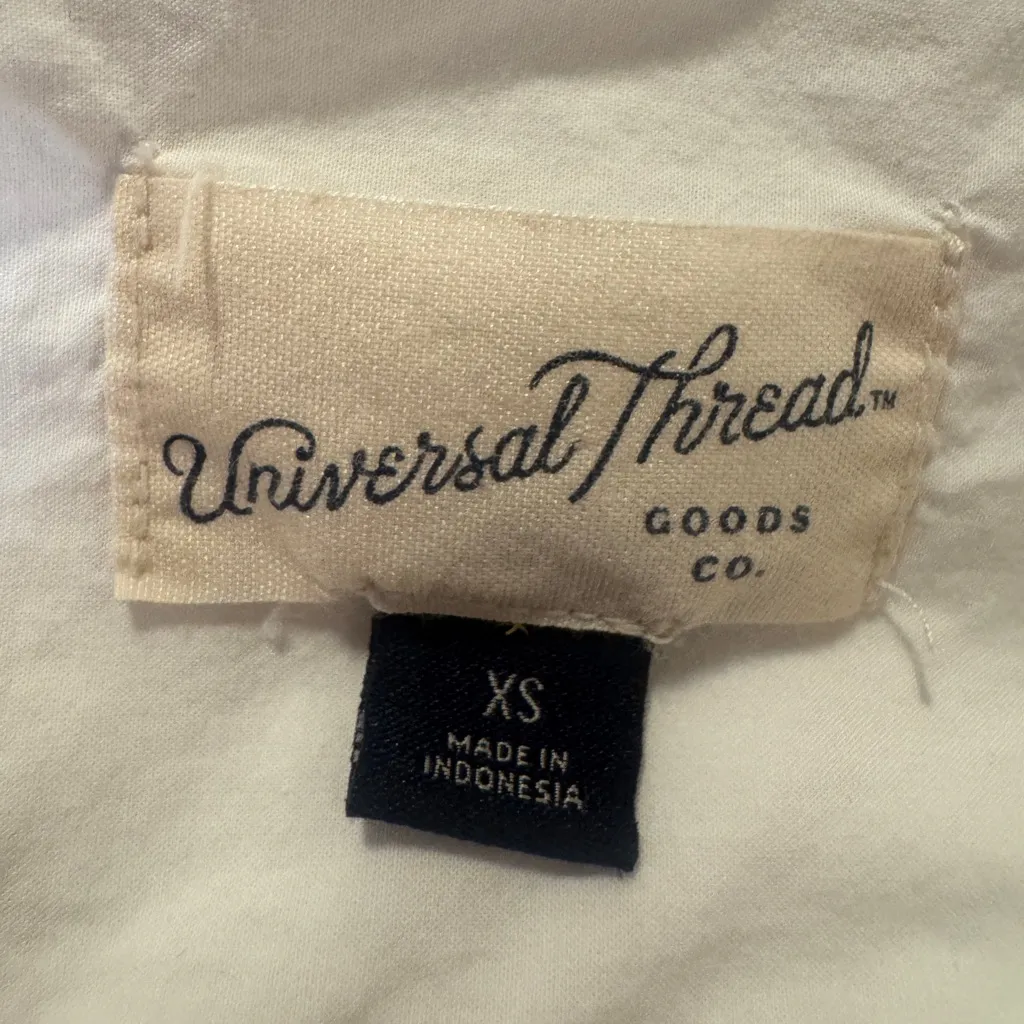 Universal Thread™
GOODS
CO.
XS
MADE IN
INDONESIA